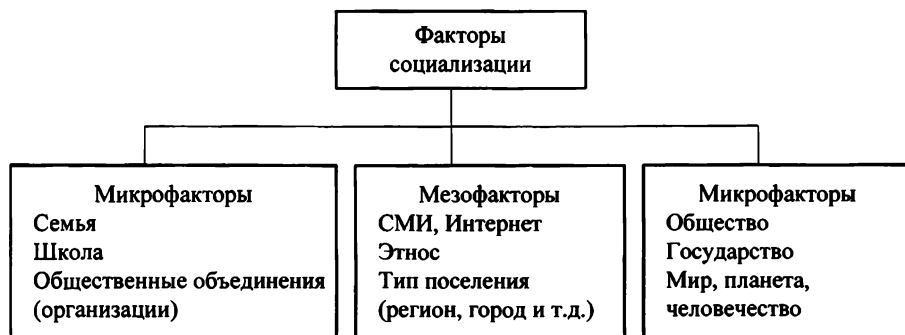 Факторы
социализации
Микрофакторы
Семья
Школа
Общественные объединения
(организации)
Мезофакторы
СМИ, Интернет
Этнос
Тип поселения
(регион, город и т.д.)
Микрофакторы
Общество
Государство
Мир, планета,
человечество